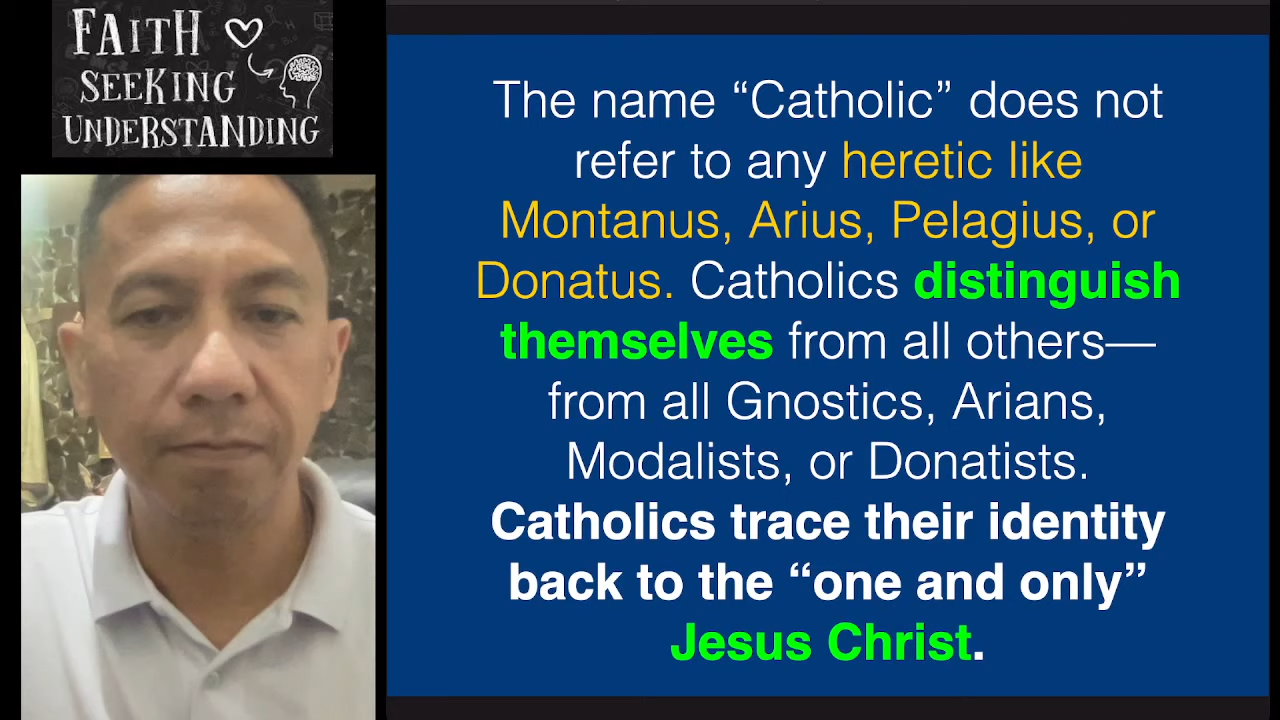 FAITH
SEEKING
UNDERSTANDING
The name “Catholic” does not
refer to any heretic like
Montanus, Arius, Pelagius, or
Donatus. Catholics distinguish
themselves from all others—
from all Gnostics, Arians,
Modalists, or Donatists.
Catholics trace their identity
back to the “one and only”
Jesus Christ.